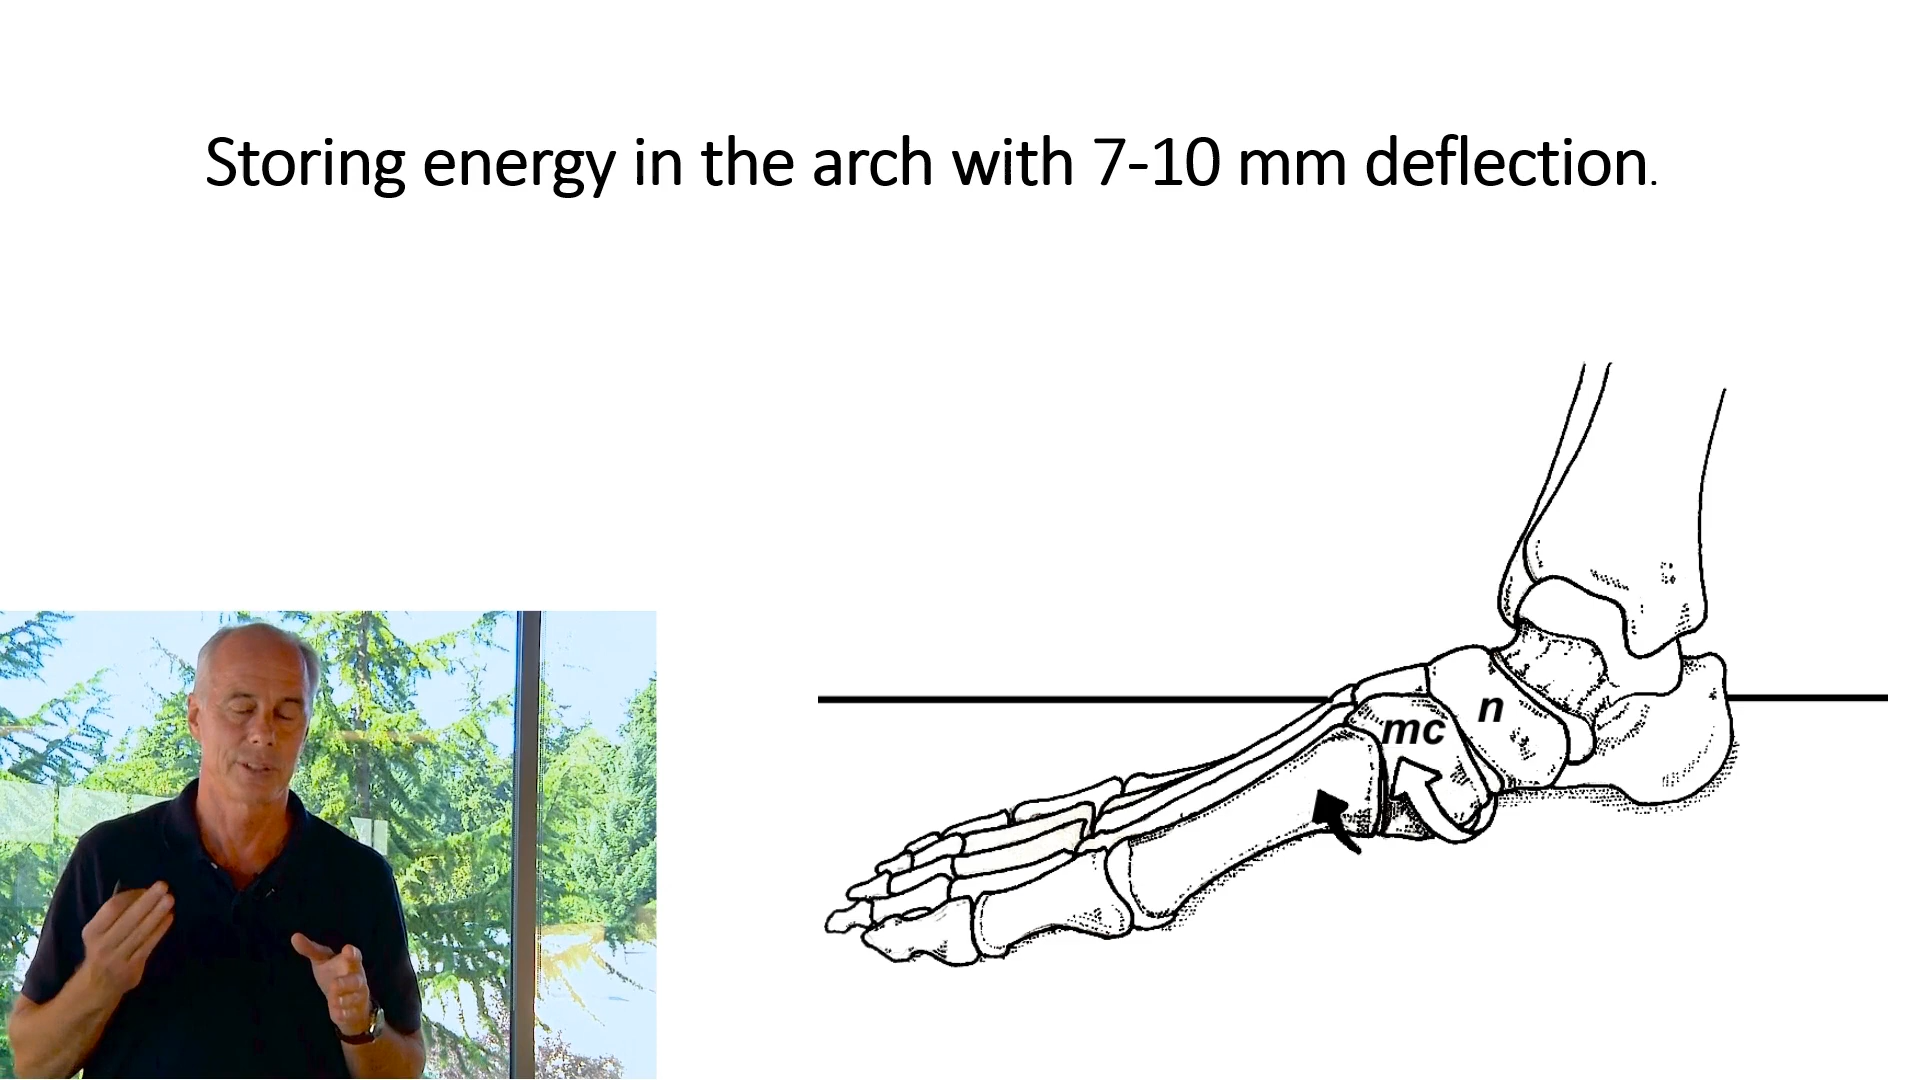 Storing energy in the arch with 7-10 mm deflection.
n
mc